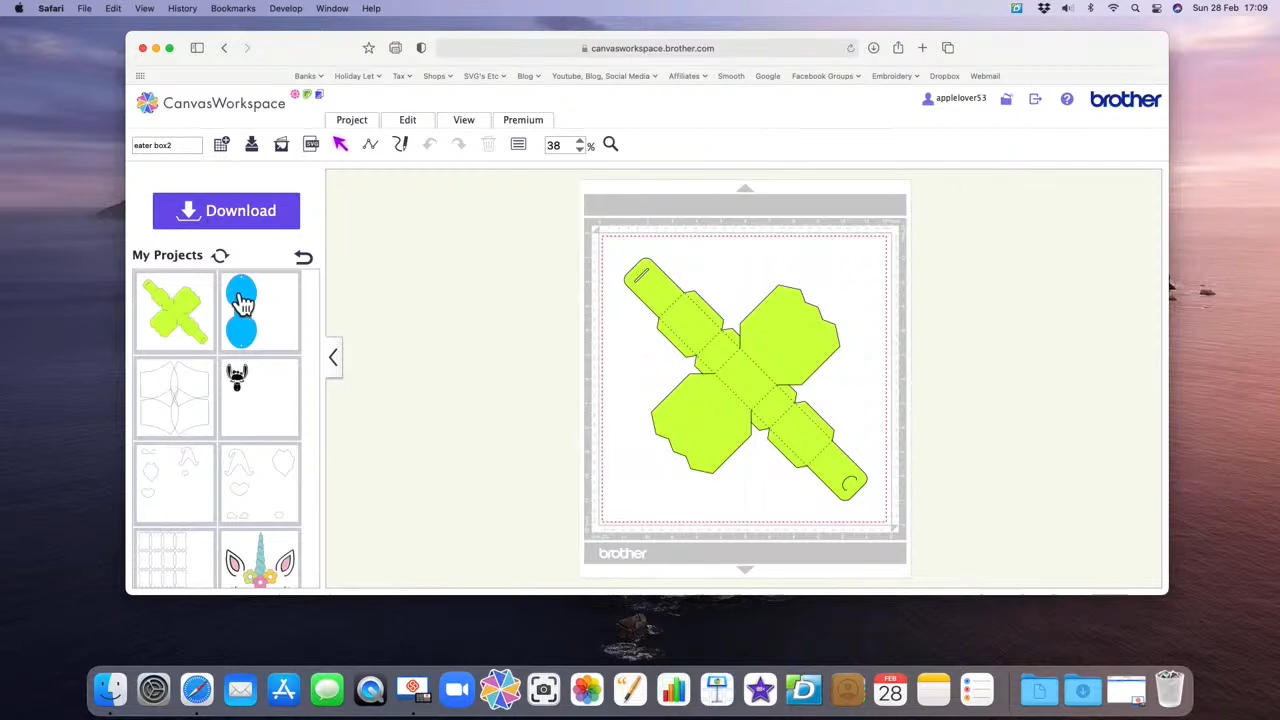 Safari File Edit View History Bookmarks Develop Window Help Sun 28 Feb 17:09
canvasworkspace.brother.com
Banks Holiday Let Tax Shops SVG's Etc Blog Youtube, Blog, Social Media Affiliates Smooth Google Facebook Groups Embroidery Dropbox Webmail
CanvasWorkspace applelover53 brother
Project Edit View Premium
eater box2 SVG 38 %
Download
My Projects
brother
FEB
28